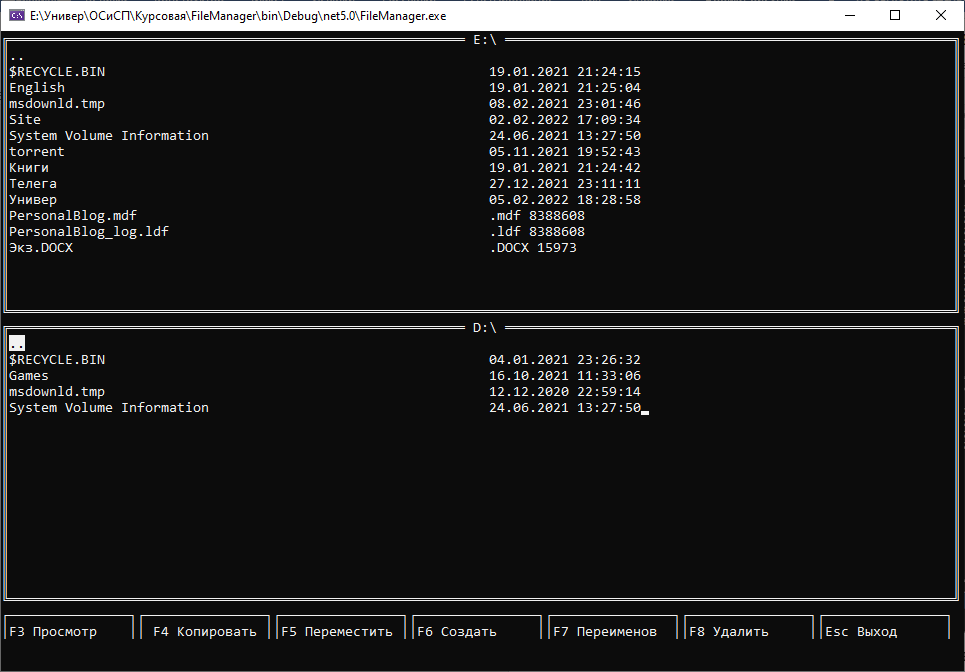 E:\Универ\ОСиСП\Курсовая\FileManager\bin\Debug\net5.0\FileManager.exe
E:\
..
$RECYCLE.BIN 19.01.2021 21:24:15
English 19.01.2021 21:25:04
msdownld.tmp 08.02.2021 23:01:46
Site 02.02.2022 17:09:34
System Volume Information 24.06.2021 13:27:50
torrent 05.11.2021 19:52:43
Книги 19.01.2021 21:24:42
Телега 27.12.2021 23:11:11
Универ 05.02.2022 18:28:58
PersonalBlog.mdf .mdf 8388608
PersonalBlog_log.ldf .ldf 8388608
Экз.DOCX .DOCX 15973
D:\
..
$RECYCLE.BIN 04.01.2021 23:26:32
Games 16.10.2021 11:33:06
msdownld.tmp 12.12.2020 22:59:14
System Volume Information 24.06.2021 13:27:50
F3 Просмотр F4 Копировать F5 Переместить F6 Создать F7 Переименов F8 Удалить Esc Выход